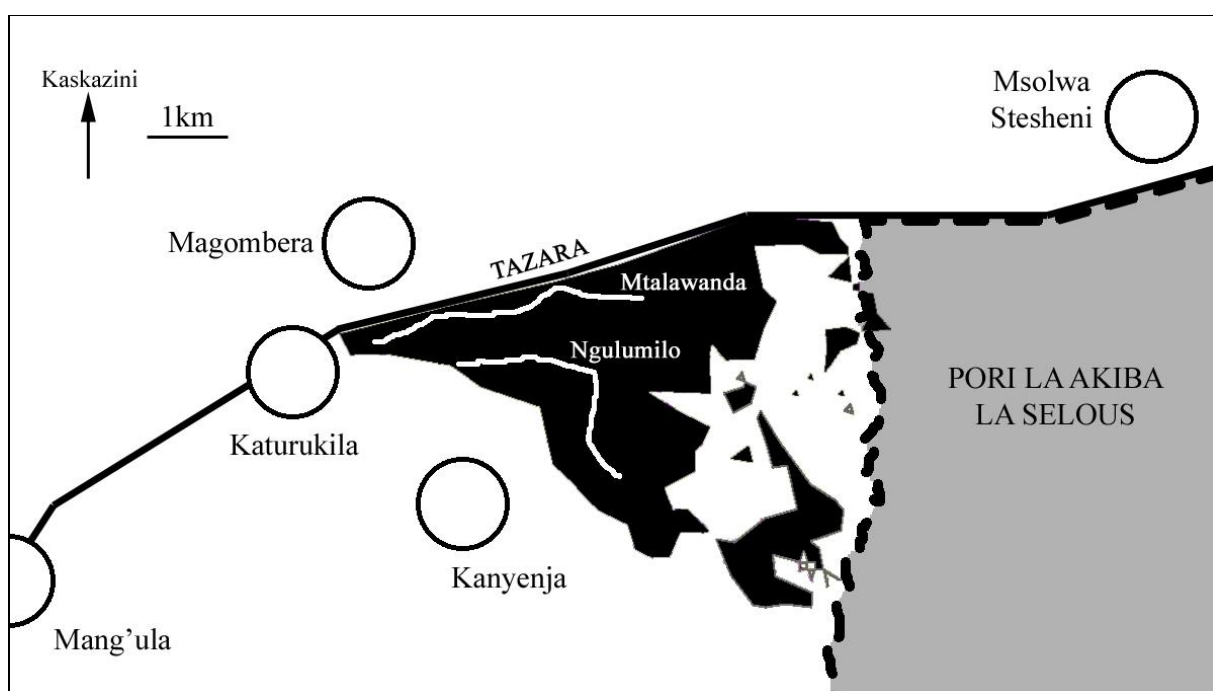 Kaskazini
1km
Msolwa
Stesheni
Magombera
TAZARA
Mtalawanda
Ngulumilo
Katurukila
PORI LA AKIBA
LA SELOUS
Kanyenja
Mang’ula